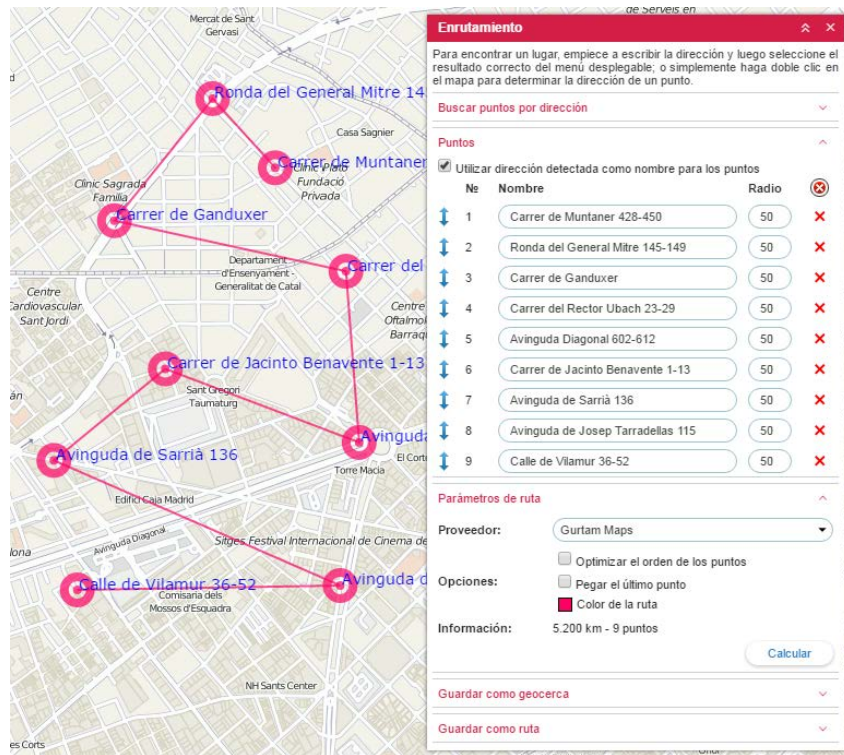 de Serveis en
Mercat de Sant
Gervasi
Ronda del General Mitre 14
Casa Sagnier
Carrer de Muntaner
Clínic Plató
Fundació
Privada
Clínic Sagrada
Família
Carrer de Ganduxer
Departament
d'Ensenyament -
Generalitat de Catal
Carrer del
Centre
Cardiovascular
Sant Jordi
Centre
Oftalmol
Barraq
Carrer de Jacinto Benavente 1-13
Sant Gregori
Taumaturg
Avinguda
El Corte
Torre Macia
Avinguda de Sarrià 136
Edifici Caja Madrid
Avinguda Diagonal
lona
Sitges Festival Internacional de Cinema de
Calle de Vilamur 36-52
Avinguda d
Comisaria dels
Mossos d'Esquadra
NH Sants Center
es Corts
Enrutamiento
Para encontrar un lugar, empiece a escribir la dirección y luego seleccione el
resultado correcto del menú desplegable; o simplemente haga doble clic en
el mapa para determinar la dirección de un punto.
Buscar puntos por dirección
Puntos
Utilizar dirección detectada como nombre para los puntos
№ Nombre Radio
1 Carrer de Muntaner 428-450 50
2 Ronda del General Mitre 145-149 50
3 Carrer de Ganduxer 50
4 Carrer del Rector Ubach 23-29 50
5 Avinguda Diagonal 602-612 50
6 Carrer de Jacinto Benavente 1-13 50
7 Avinguda de Sarrià 136 50
8 Avinguda de Josep Tarradellas 115 50
9 Calle de Vilamur 36-52 50
Parámetros de ruta
Proveedor: Gurtam Maps
Optimizar el orden de los puntos
Opciones: Pegar el último punto
Color de la ruta
Información: 5.200 km - 9 puntos
Calcular
Guardar como geocerca
Guardar como ruta